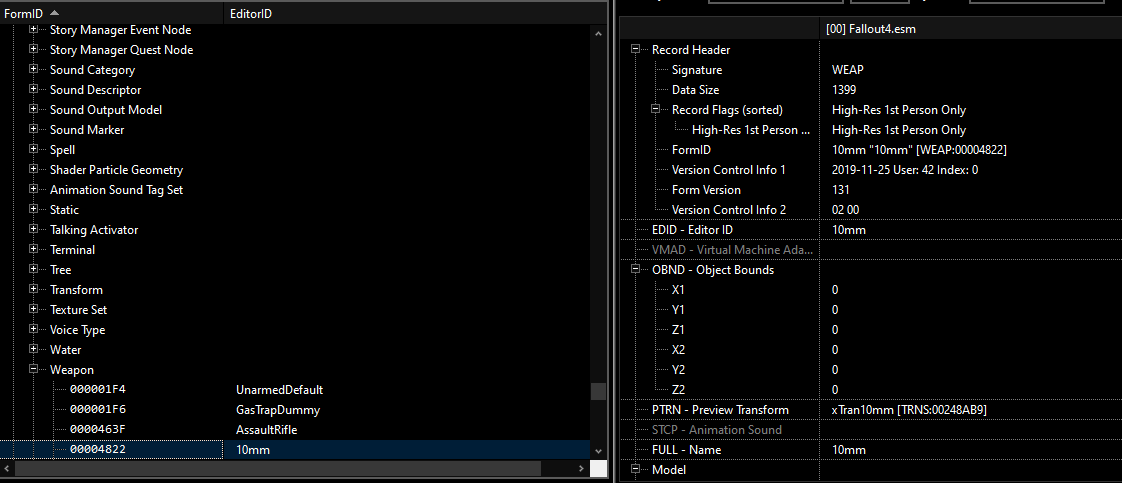 FormID EditorID
Story Manager Event Node
Story Manager Quest Node
Sound Category
Sound Descriptor
Sound Output Model
Sound Marker
Spell
Shader Particle Geometry
Animation Sound Tag Set
Static
Talking Activator
Terminal
Tree
Transform
Texture Set
Voice Type
Water
Weapon
000001F4 UnarmedDefault
000001F6 GasTrapDummy
0000463F AssaultRifle
00004822 10mm
[00] Fallout4.esm
Record Header
Signature WEAP
Data Size 1399
Record Flags (sorted) High-Res 1st Person Only
High-Res 1st Person ... High-Res 1st Person Only
FormID 10mm "10mm" [WEAP:00004822]
Version Control Info 1 2019-11-25 User: 42 Index: 0
Form Version 131
Version Control Info 2 02 00
EDID - Editor ID 10mm
VMAD - Virtual Machine Ada...
OBND - Object Bounds
X1 0
Y1 0
Z1 0
X2 0
Y2 0
Z2 0
PTRN - Preview Transform xTran10mm [TRNS:00248AB9]
STCP - Animation Sound
FULL - Name 10mm
Model